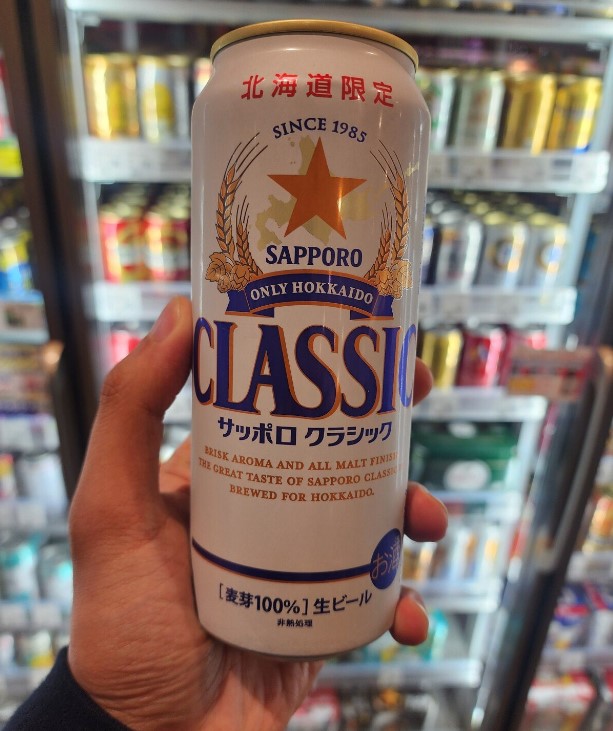 北海道限定
SINCE 1985
SAPPORO
ONLY HOKKAIDO
CLASSIC
サッポロ クラシック
BRISK AROMA AND ALL MALT FINISH
THE GREAT TASTE OF SAPPORO CLASSIC
BREWED FOR HOKKAIDO.
お酒
[麦芽100%]生ビール
非熱処理